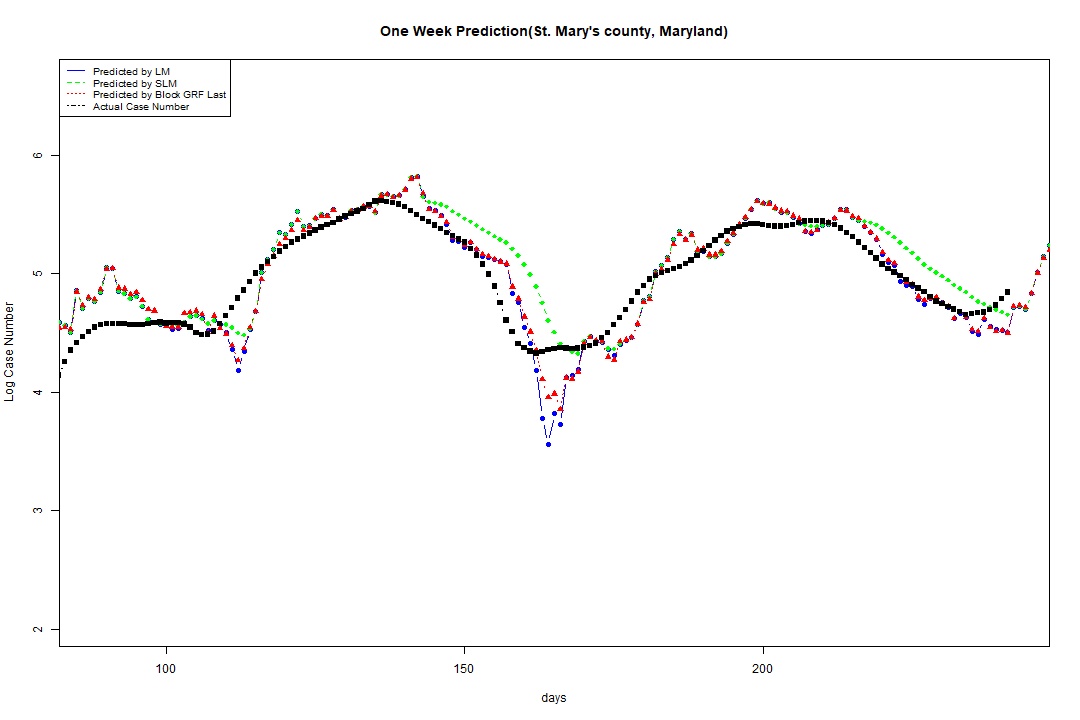 One Week Prediction(St. Mary's county, Maryland)
Predicted by LM
Predicted by SLM
Predicted by Block GRF Last
Actual Case Number
Log Case Number
6
5
4
3
2
100
150
200
days